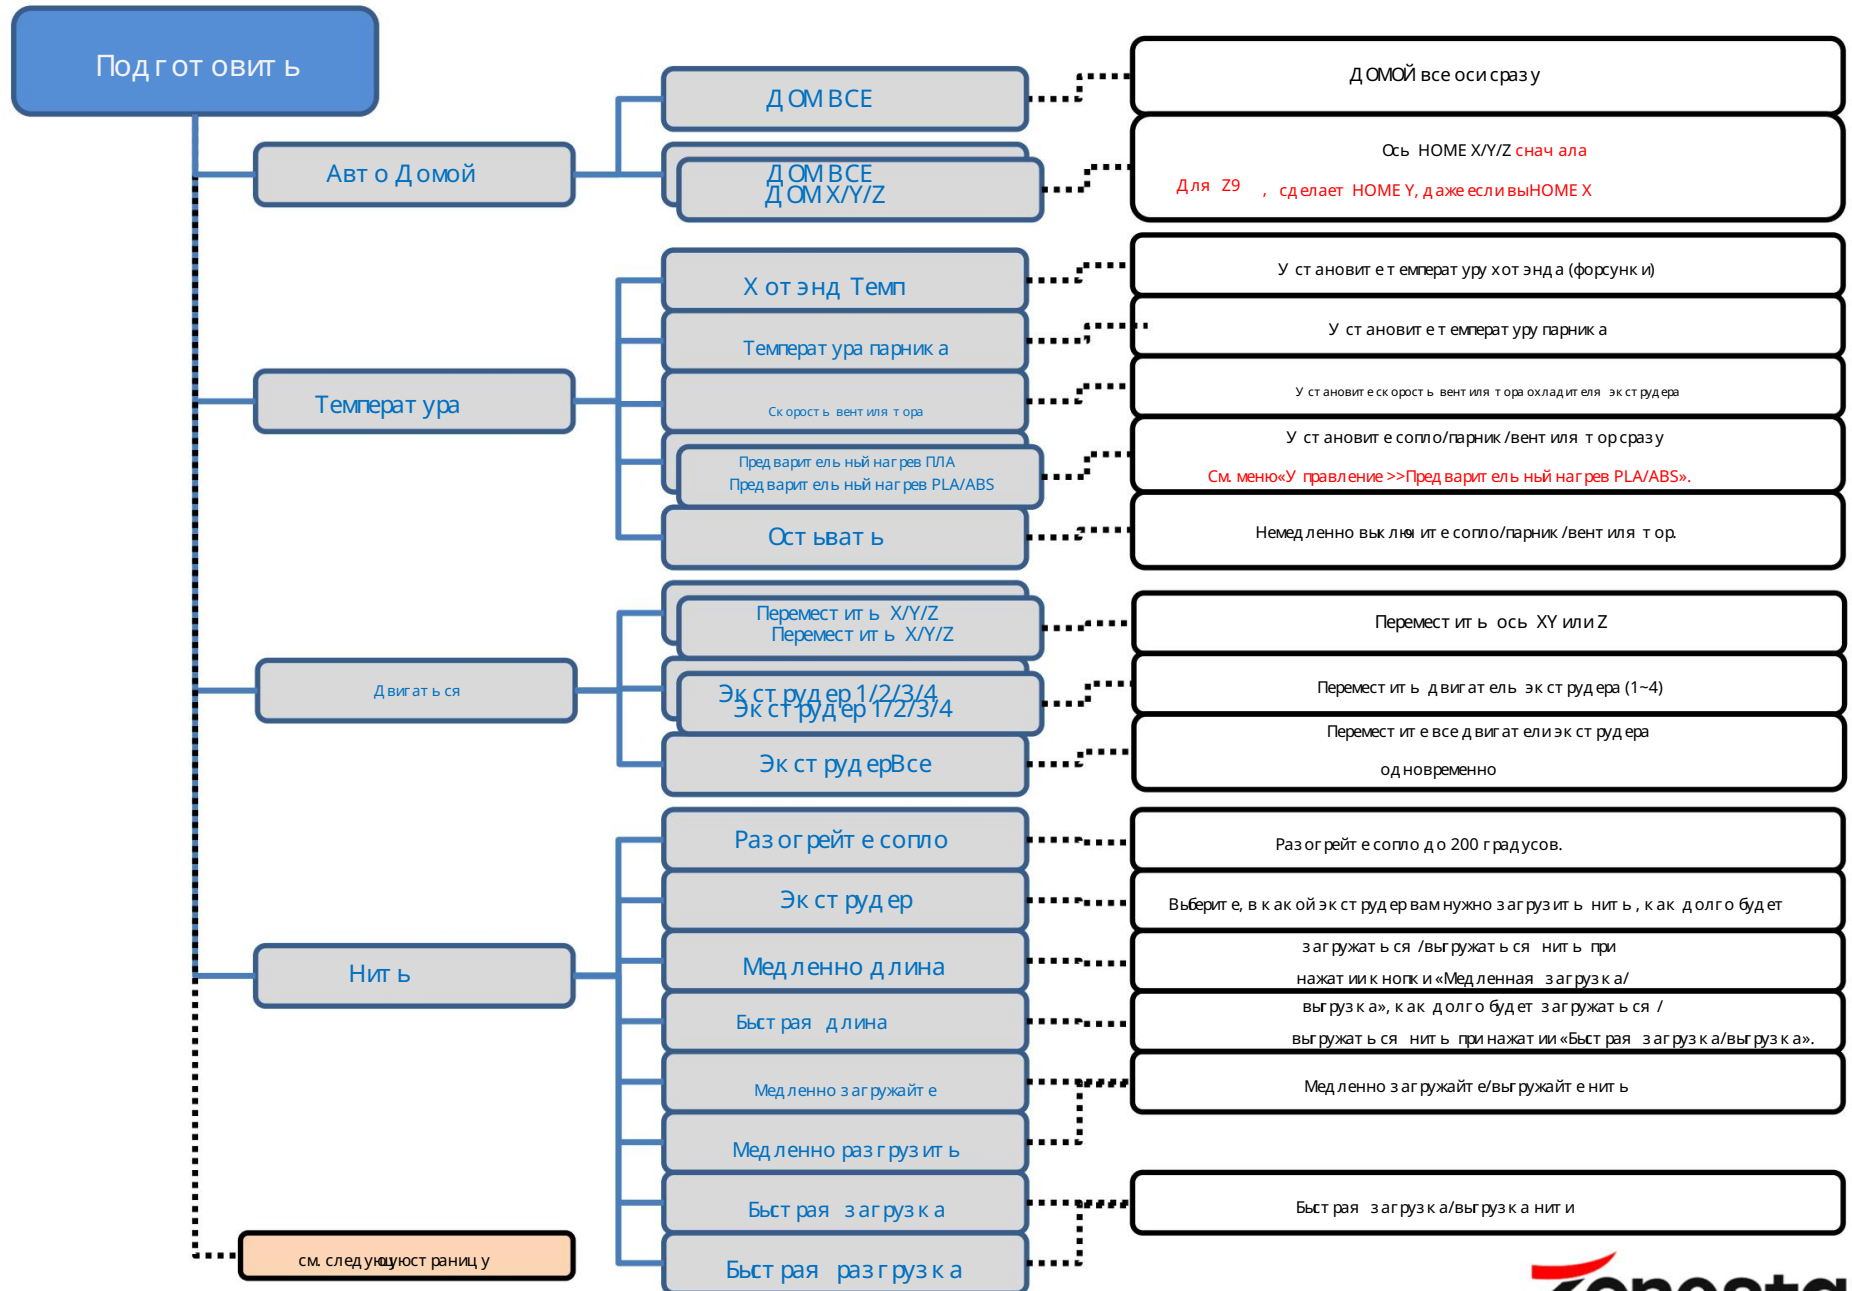 Подготовить
ДОМ ВСЕ
ДОМОЙ все оси сразу
Авто Домой
ДОМ ВСЕ
ДОМ X/Y/Z
Ось HOME X/Y/Z сначала
Для Z9 , сделает HOME Y, даже если вы HOME X
Температура
Хотэнд Темп
Установите температуру хотэнда (форсунки)
Температура парника
Установите температуру парника
Скорость вентилятора
Установите скорость вентилятора охладителя экструдера
Предварительный нагрев ПЛА
Предварительный нагрев PLA/ABS
Установите сопло/парник/вентилятор сразу
См. меню «Управление >>Предварительный нагрев PLA/ABS».
Остывать
Немедленно выключите сопло/парник/вентилятор.
Двигаться
Переместить X/Y/Z
Переместить X/Y/Z
Переместить ось XY или Z
Экструдер 1/2/3/4
Экструдер 1/2/3/4
Переместить двигатель экструдера (1~4)
ЭкструдерВсе
Переместите все двигатели экструдера
одновременно
Нить
Разогрейте сопло
Разогрейте сопло до 200 градусов.
Экструдер
Выберите, в какой экструдер вам нужно загрузить нить, как долго будет
Медленно длина
загружаться /выгружаться нить при
нажатии кнопки «Медленная загрузка/
Быстрая длина
выгрузка», как долго будет загружаться /
выгружаться нить при нажатии «Быстрая загрузка/выгрузка».
Медленно загружайте
Медленно загружайте/выгружайте нить
Медленно разгрузить
Быстрая загрузка
Быстрая загрузка/выгрузка нити
Быстрая разгрузка
см. следующую страницу